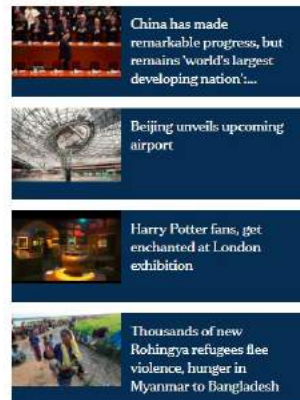 China has made
remarkable progress, but
remains 'world's largest
developing nation':...
Beijing unveils upcoming
airport
Harry Potter fans, get
enchanted at London
exhibition
Thousands of new
Rohingya refugees flee
violence, hunger in
Myanmar to Bangladesh